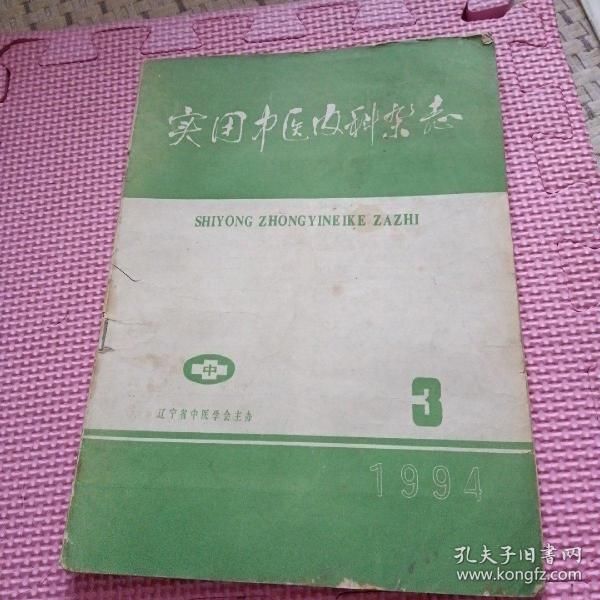 实用中医内科杂志
SHIYONG ZHONGYINEIKE ZAZHI
中
辽宁省中医学会主办
3
1994
孔夫子旧书网
www.kongfz.com